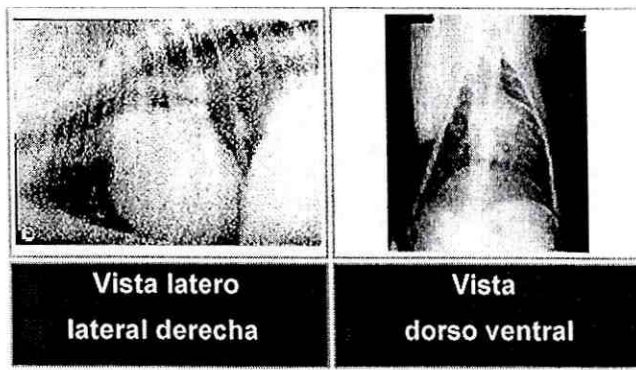 D
Vista latero
lateral derecha
Vista
dorso ventral